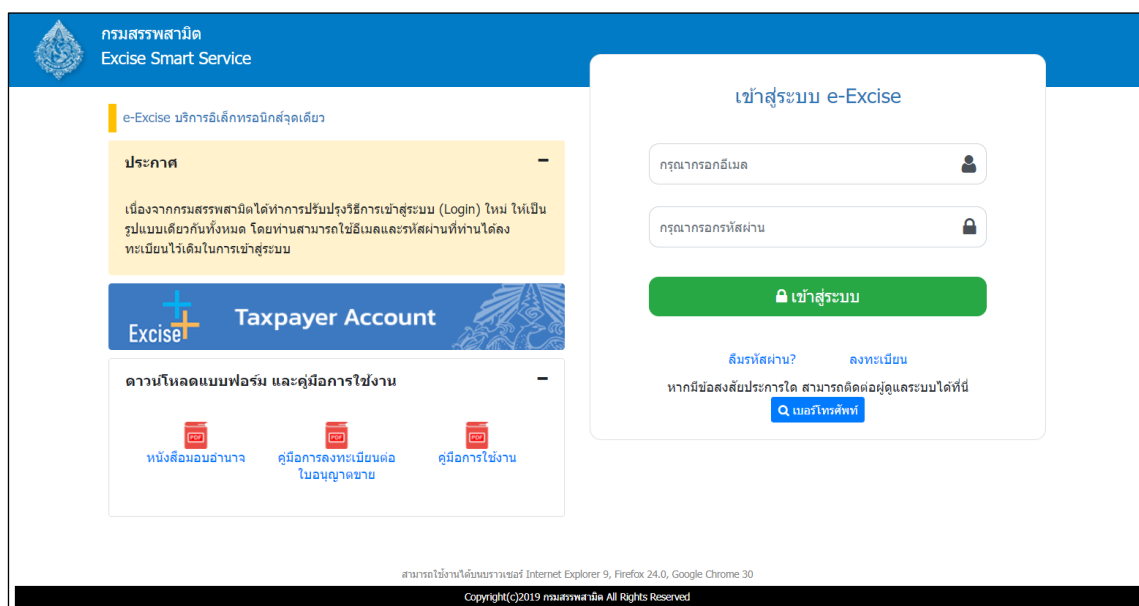 กรมสรรพสามิต
Excise Smart Service
e-Excise บริการอิเล็กทรอนิกส์จุดเดียว
ประกาศ
เนื่องจากกรมสรรพสามิตได้ทำการปรับปรุงวิธีการเข้าสู่ระบบ (Login) ใหม่ ให้เป็น
รูปแบบเดียวกันทั้งหมด โดยท่านสามารถใช้อีเมลและรหัสผ่านที่ท่านได้ลง
ทะเบียนไว้เดิมในการเข้าสู่ระบบ
Excise Taxpayer Account
ดาวน์โหลดแบบฟอร์ม และคู่มือการใช้งาน
PDF PDF PDF
หนังสือมอบอำนาจ คู่มือการลงทะเบียนต่อ คู่มือการใช้งาน
ใบอนุญาตขาย
เข้าสู่ระบบ e-Excise
กรุณากรอกอีเมล
กรุณากรอกรหัสผ่าน
เข้าสู่ระบบ
ลืมรหัสผ่าน? ลงทะเบียน
หากมีข้อสงสัยประการใด สามารถติดต่อผู้ดูแลระบบได้ที่นี่
เบอร์โทรศัพท์
สามารถใช้งานได้บนบราวเซอร์ Internet Explorer 9, Firefox 24.0, Google Chrome 30
Copyright(c)2019 กรมสรรพสามิต All Rights Reserved